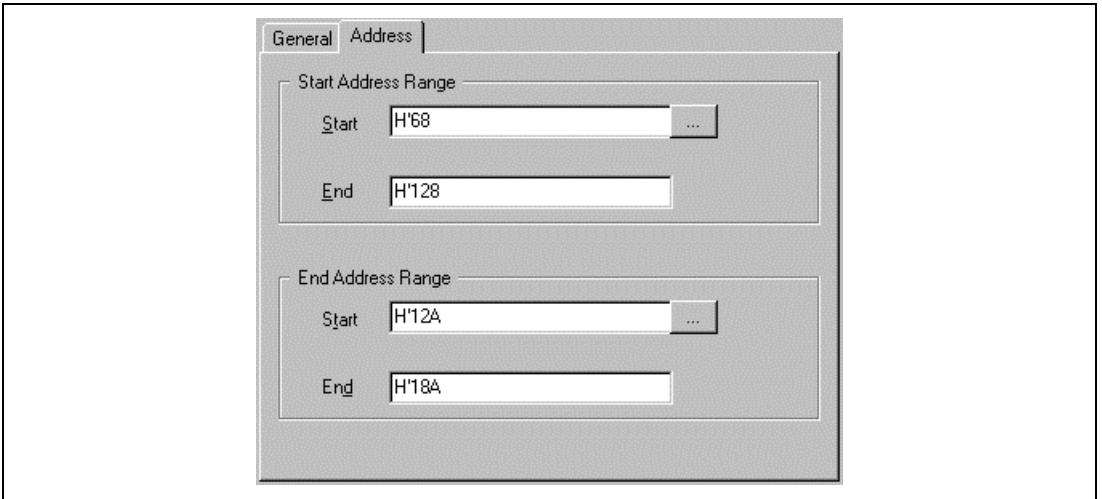 General Address
Start Address Range
Start H'68 ...
End H'128
End Address Range
Start H'12A ...
End H'18A